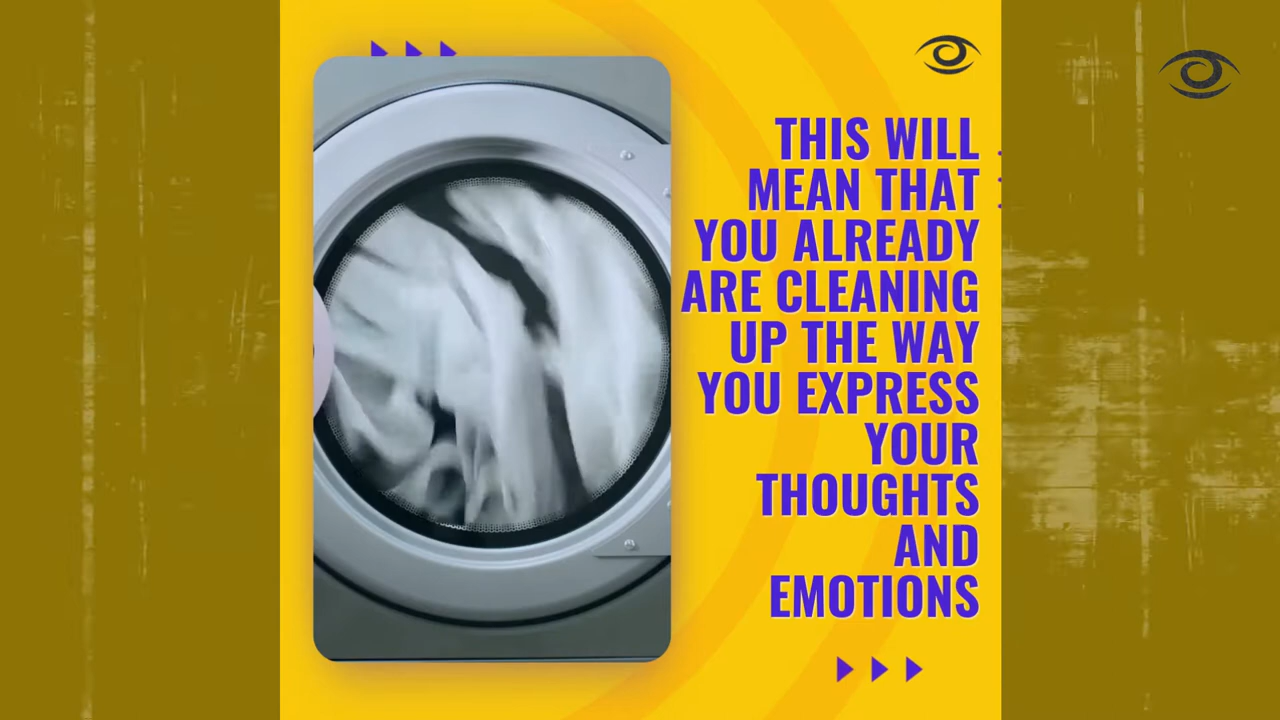 THIS WILL
MEAN THAT
YOU ALREADY
ARE CLEANING
UP THE WAY
YOU EXPRESS
YOUR
THOUGHTS
AND
EMOTIONS